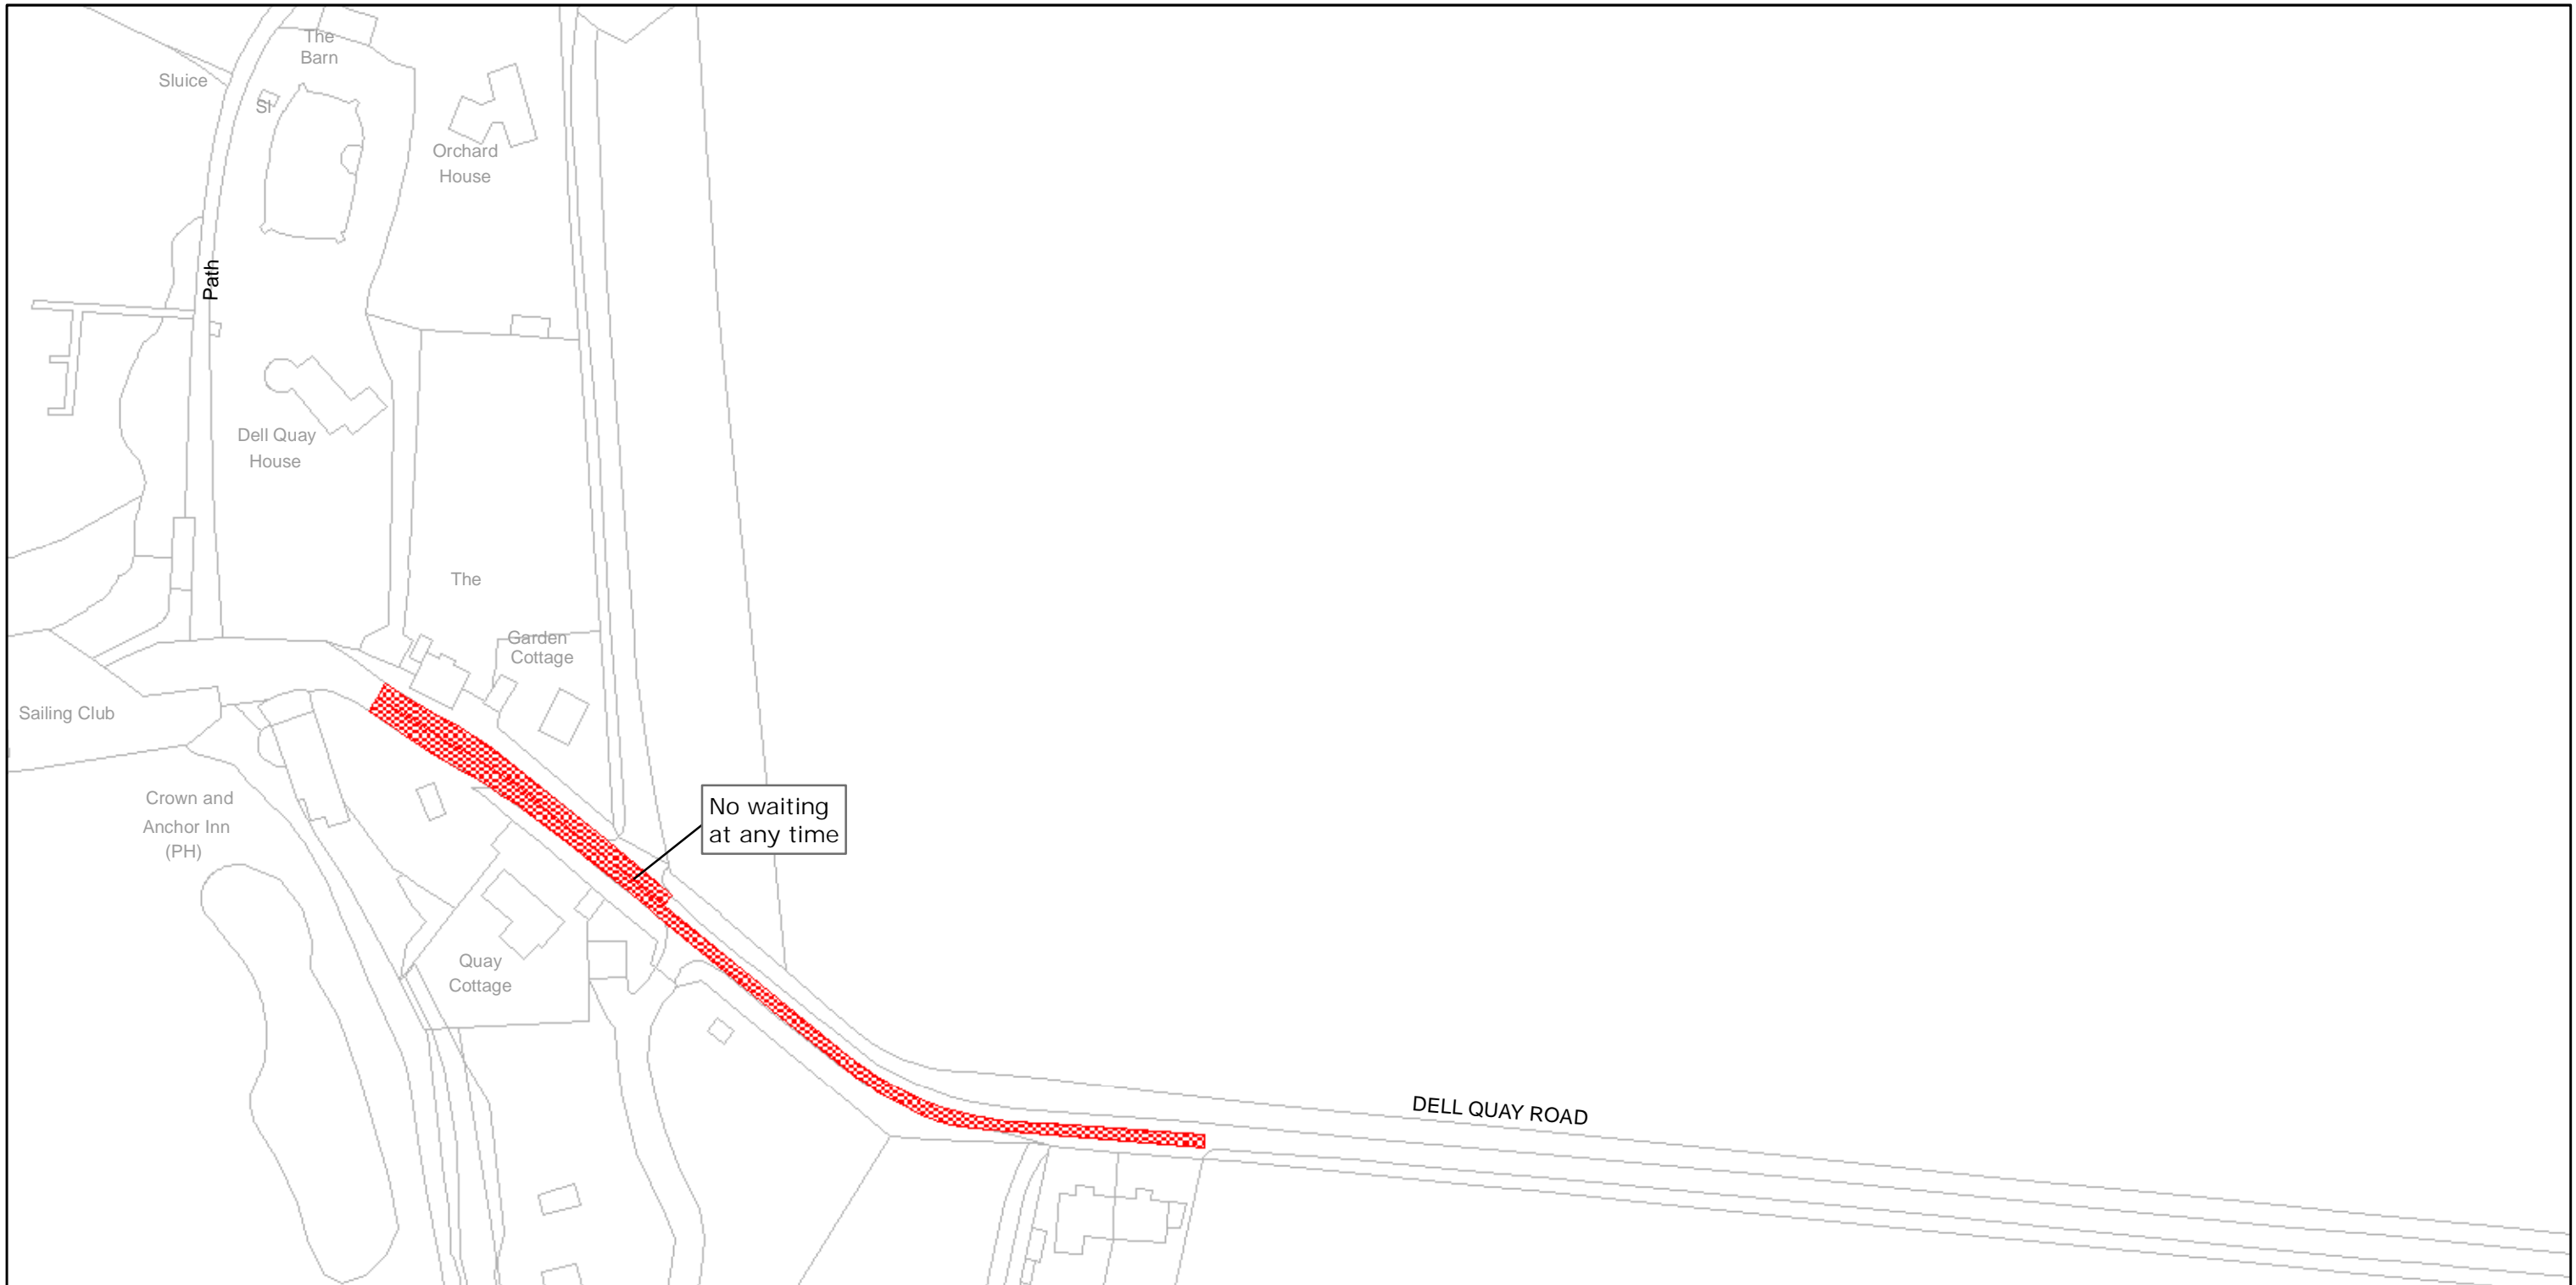 The
Barn
Sluice
Sl
Orchard
House
Path
Dell Quay
House
The
Garden
Cottage
Sailing Club
Crown and
Anchor Inn
(PH)
No waiting
at any time
Quay
Cottage
DELL QUAY ROAD